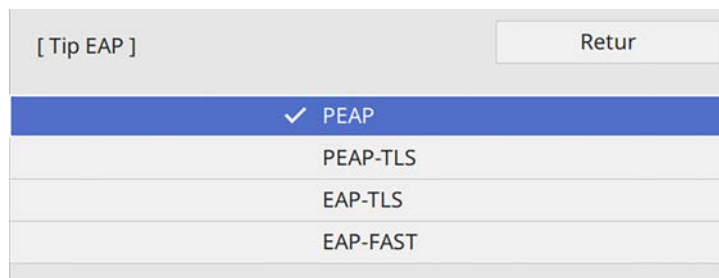 [ Tip EAP ]
Retur
PEAP
PEAP-TLS
EAP-TLS
EAP-FAST